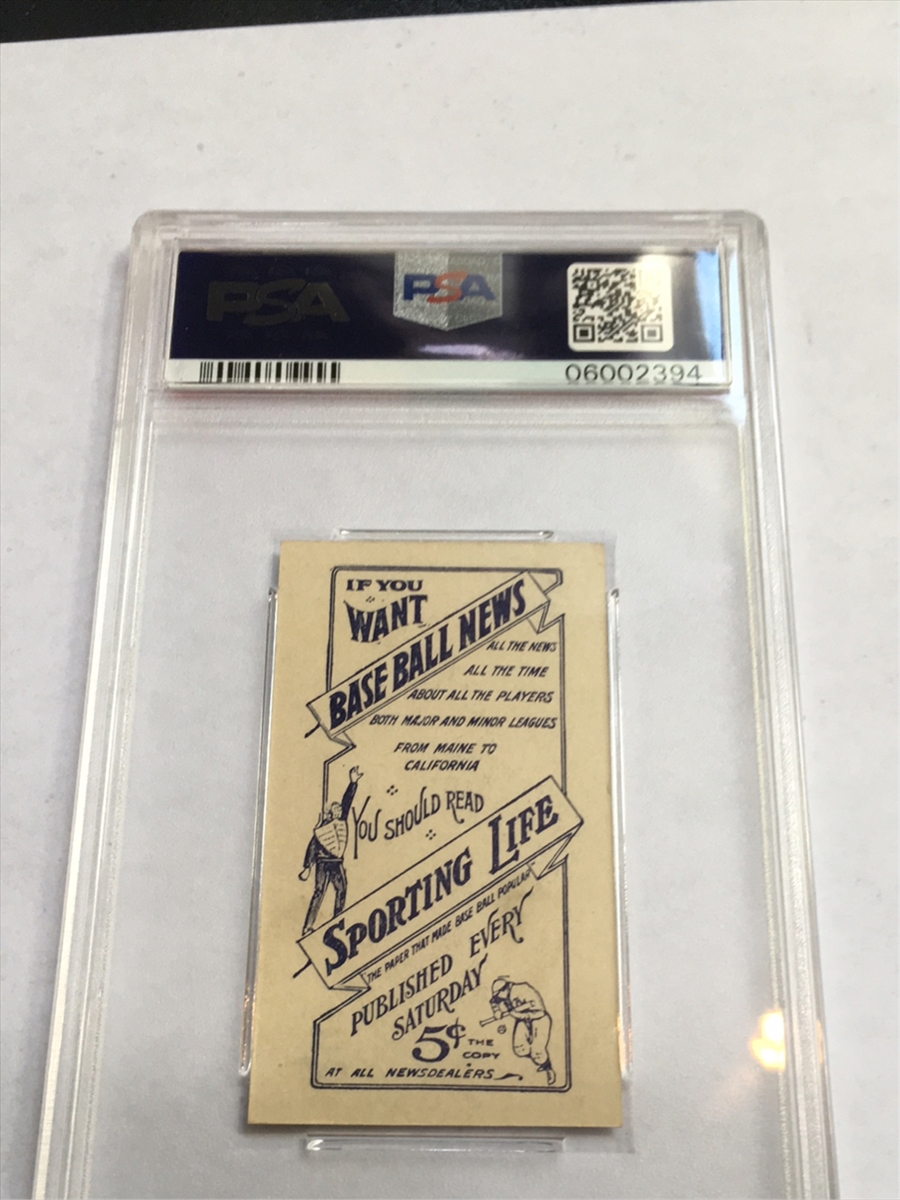 PSA
PSA
06002394
IF YOU
WANT
BASE BALL NEWS
ALL THE NEWS
ALL THE TIME
ABOUT ALL THE PLAYERS
BOTH MAJOR AND MINOR LEAGUES
FROM MAINE TO
CALIFORNIA
YOU SHOULD READ
SPORTING LIFE
THE PAPER THAT MADE BASE BALL POPULAR
PUBLISHED EVERY
SATURDAY
5¢ THE
COPY
AT ALL NEWSDEALERS